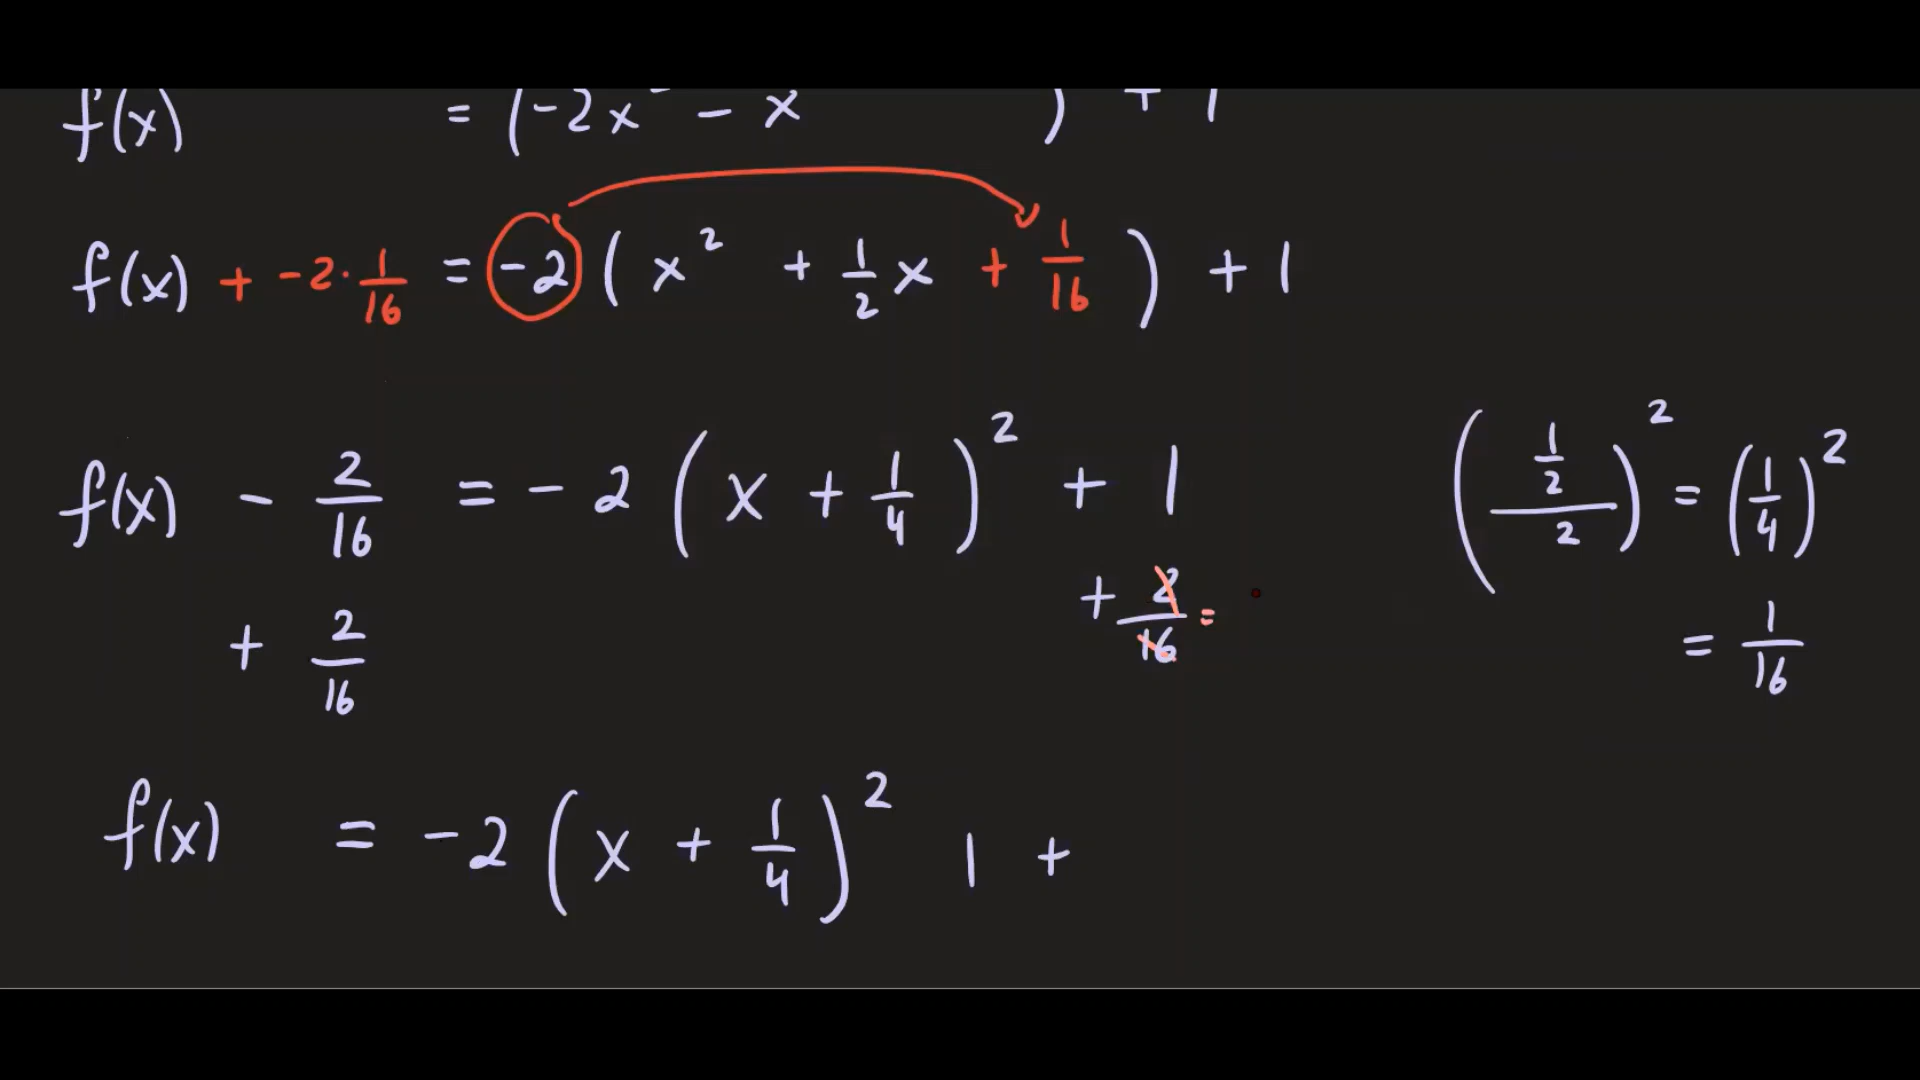 f(x) = (-2x² - x ) + 1
f(x) + -2·1/16 = -2(x² + 1/2x + 1/16) + 1
f(x) - 2/16 = -2(x + 1/4)² + 1
+ 2/16 + 2/16 =
f(x) = -2(x + 1/4)² 1 +
((1/2)/2)² = (1/4)²
= 1/16